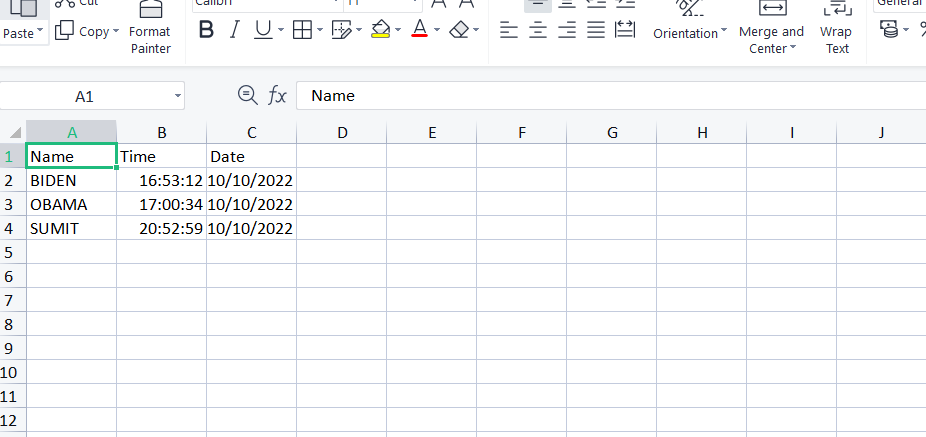 Calibri 11 A A General
Cut
Paste Copy Format Painter B I U A Orientation Merge and Center Wrap Text
A1 fx Name
A B C D E F G H I J
1 Name Time Date
2 BIDEN 16:53:12 10/10/2022
3 OBAMA 17:00:34 10/10/2022
4 SUMIT 20:52:59 10/10/2022
5
6
7
8
9
10
11
12